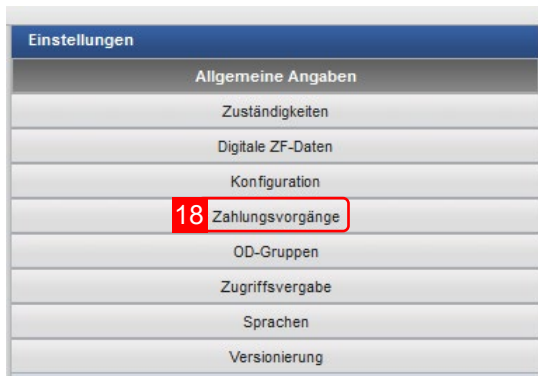 Einstellungen
Allgemeine Angaben
Zuständigkeiten
Digitale ZF-Daten
Konfiguration
18 Zahlungsvorgänge
OD-Gruppen
Zugriffsvergabe
Sprachen
Versionierung